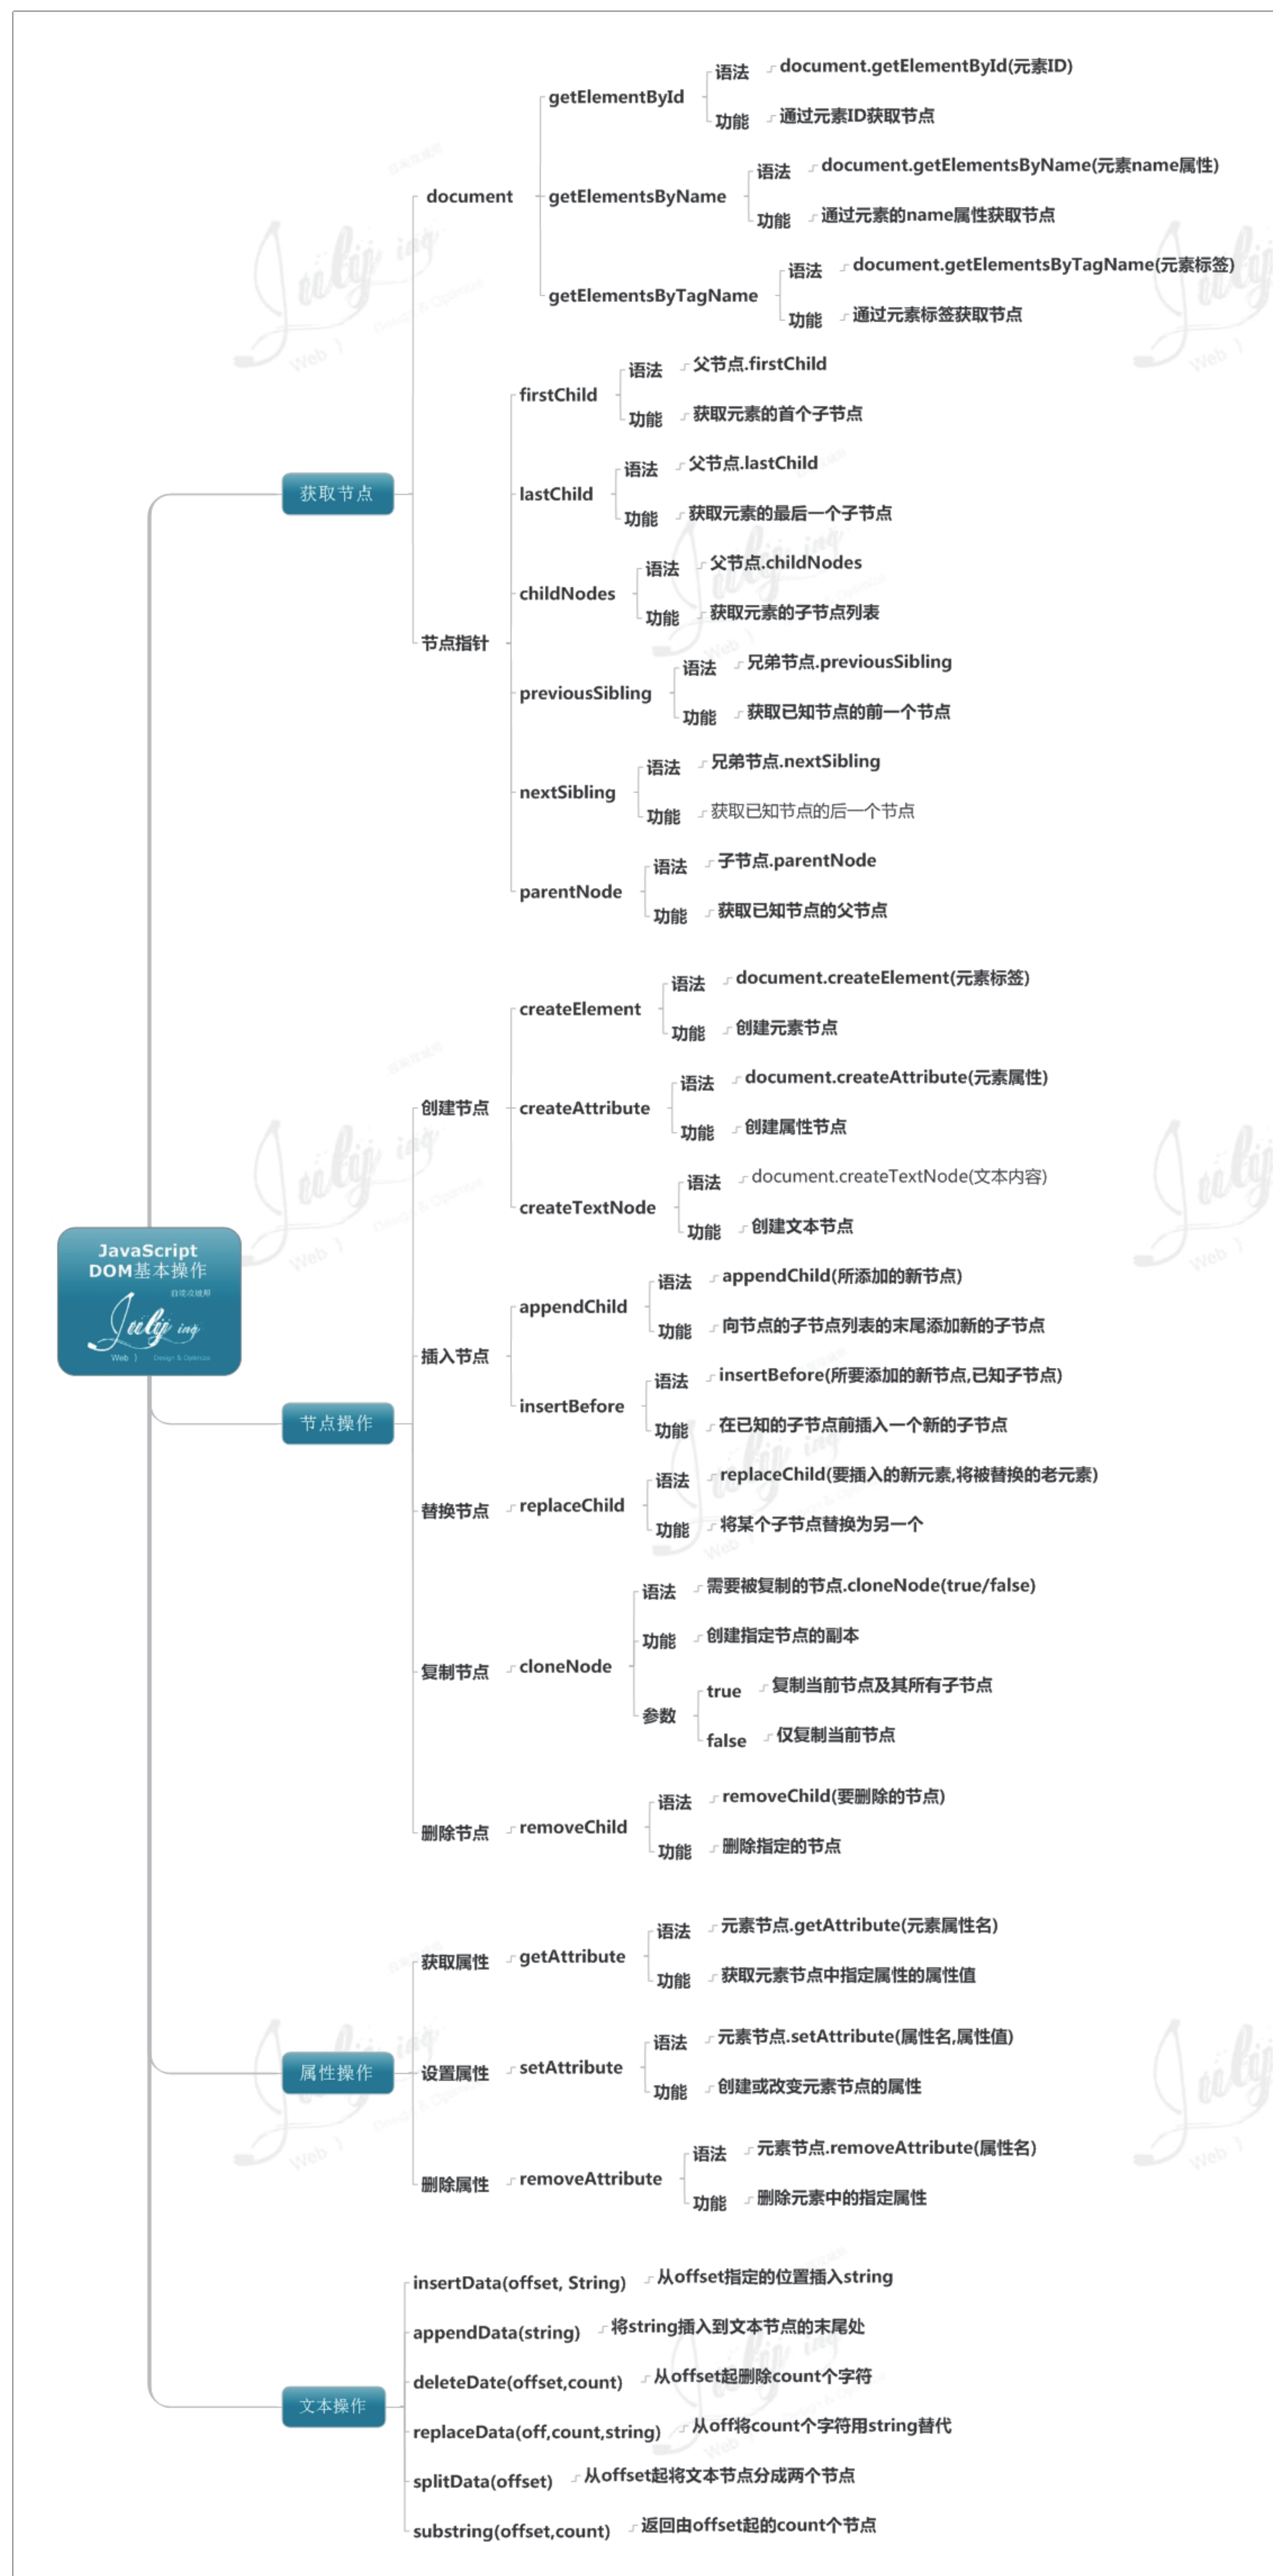 JavaScript
DOM基本操作
Web }
Design & Optimize
获取节点
document
getElementById
语法
document.getElementById(元素ID)
功能
通过元素ID获取节点
getElementsByName
语法
document.getElementsByName(元素name属性)
功能
通过元素的name属性获取节点
getElementsByTagName
语法
document.getElementsByTagName(元素标签)
功能
通过元素标签获取节点
节点指针
firstChild
语法
父节点.firstChild
功能
获取元素的首个子节点
lastChild
语法
父节点.lastChild
功能
获取元素的最后一个子节点
childNodes
语法
父节点.childNodes
功能
获取元素的子节点列表
previousSibling
语法
兄弟节点.previousSibling
功能
获取已知节点的前一个节点
nextSibling
语法
兄弟节点.nextSibling
功能
获取已知节点的后一个节点
parentNode
语法
子节点.parentNode
功能
获取已知节点的父节点
节点操作
创建节点
createElement
语法
document.createElement(元素标签)
功能
创建元素节点
createAttribute
语法
document.createAttribute(元素属性)
功能
创建属性节点
createTextNode
语法
document.createTextNode(文本内容)
功能
创建文本节点
插入节点
appendChild
语法
appendChild(所添加的新节点)
功能
向节点的子节点列表的末尾添加新的子节点
insertBefore
语法
insertBefore(所要添加的新节点,已知子节点)
功能
在已知的子节点前插入一个新的子节点
替换节点
replaceChild
语法
replaceChild(要插入的新元素,将被替换的老元素)
功能
将某个子节点替换为另一个
复制节点
cloneNode
语法
需要被复制的节点.cloneNode(true/false)
功能
创建指定节点的副本
参数
true
复制当前节点及其所有子节点
false
仅复制当前节点
删除节点
removeChild
语法
removeChild(要删除的节点)
功能
删除指定的节点
属性操作
获取属性
getAttribute
语法
元素节点.getAttribute(元素属性名)
功能
获取元素节点中指定属性的属性值
设置属性
setAttribute
语法
元素节点.setAttribute(属性名,属性值)
功能
创建或改变元素节点的属性
删除属性
removeAttribute
语法
元素节点.removeAttribute(属性名)
功能
删除元素中的指定属性
文本操作
insertData(offset, String)
从offset指定的位置插入string
appendData(string)
将string插入到文本节点的末尾处
deleteDate(offset,count)
从offset起删除count个字符
replaceData(off,count,string)
从off将count个字符用string替代
splitData(offset)
从offset起将文本节点分成两个节点
substring(offset,count)
返回由offset起的count个节点